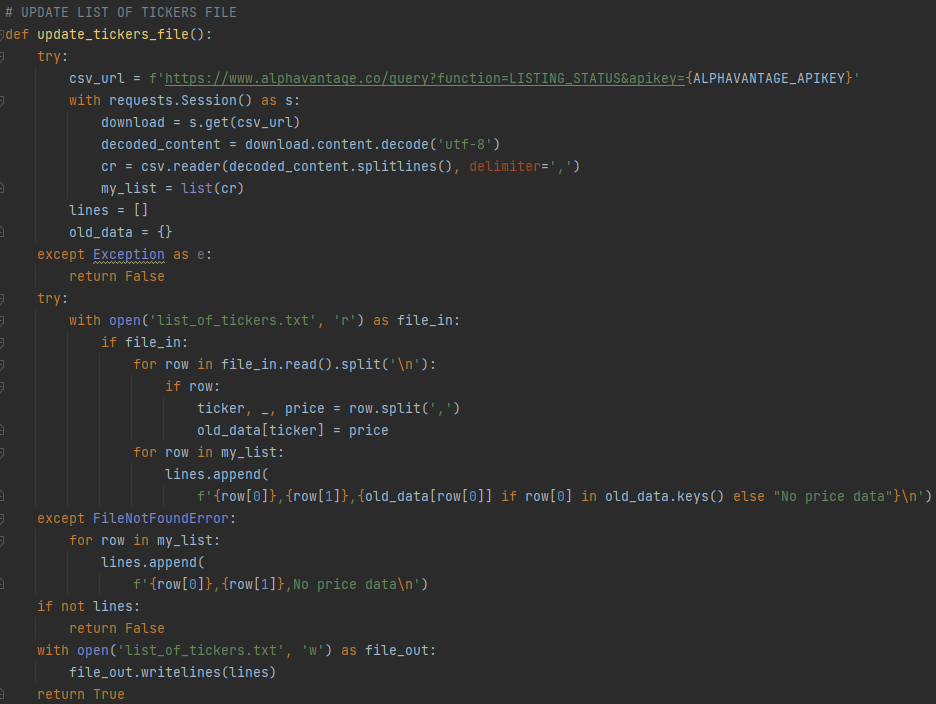 # UPDATE LIST OF TICKERS FILE
def update_tickers_file():
    try:
        csv_url = f'https://www.alphavantage.co/query?function=LISTING_STATUS&apikey={ALPHAVANTAGE_APIKEY}'
        with requests.Session() as s:
            download = s.get(csv_url)
            decoded_content = download.content.decode('utf-8')
            cr = csv.reader(decoded_content.splitlines(), delimiter=',')
            my_list = list(cr)
        lines = []
        old_data = {}
    except Exception as e:
        return False
    try:
        with open('list_of_tickers.txt', 'r') as file_in:
            if file_in:
                for row in file_in.read().split('\n'):
                    if row:
                        ticker, _, price = row.split(',')
                        old_data[ticker] = price
                for row in my_list:
                    lines.append(
                        f'{row[0]},{row[1]},{old_data[row[0]] if row[0] in old_data.keys() else "No price data"}\n')
    except FileNotFoundError:
        for row in my_list:
            lines.append(
                f'{row[0]},{row[1]},No price data\n')
    if not lines:
        return False
    with open('list_of_tickers.txt', 'w') as file_out:
        file_out.writelines(lines)
    return True